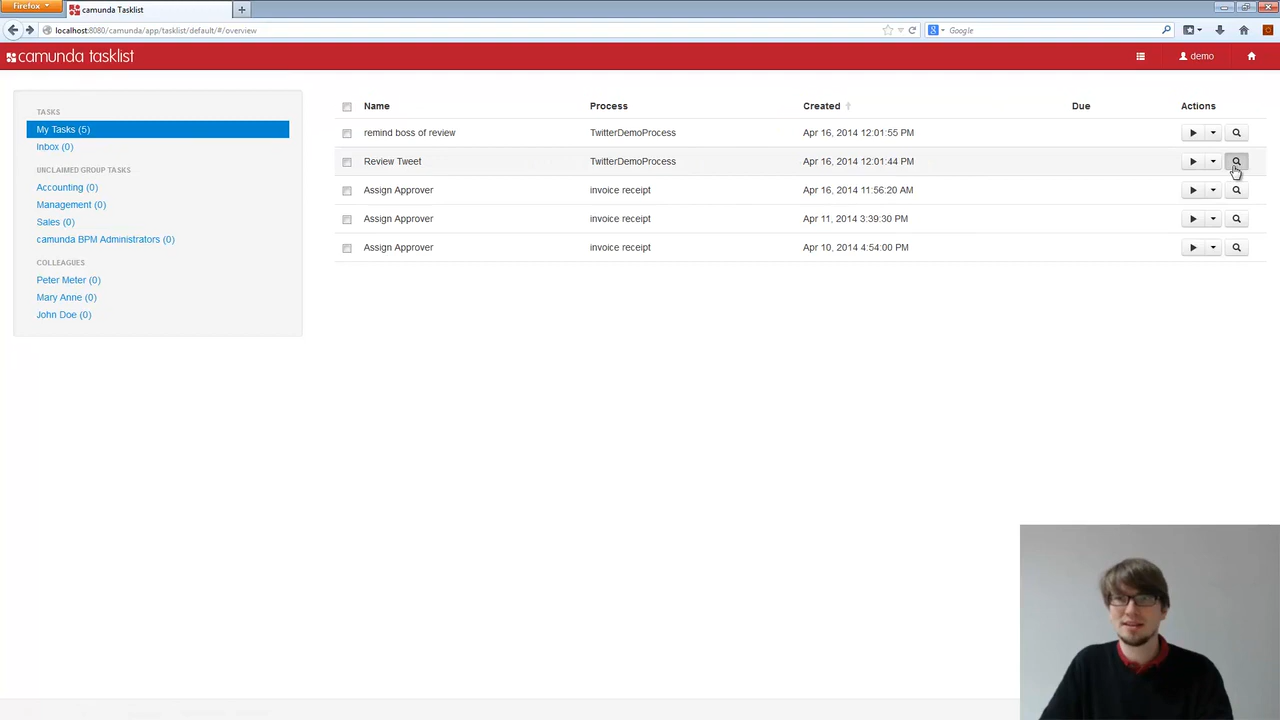 Firefox
camunda Tasklist
localhost:8080/camunda/app/tasklist/default/#/overview
Google
camunda tasklist
demo
TASKS
My Tasks (5)
Inbox (0)
UNCLAIMED GROUP TASKS
Accounting (0)
Management (0)
Sales (0)
camunda BPM Administrators (0)
COLLEAGUES
Peter Meter (0)
Mary Anne (0)
John Doe (0)
Name Process Created Due Actions
remind boss of review TwitterDemoProcess Apr 16, 2014 12:01:55 PM
Review Tweet TwitterDemoProcess Apr 16, 2014 12:01:44 PM
Assign Approver invoice receipt Apr 16, 2014 11:56:20 AM
Assign Approver invoice receipt Apr 11, 2014 3:39:30 PM
Assign Approver invoice receipt Apr 10, 2014 4:54:00 PM